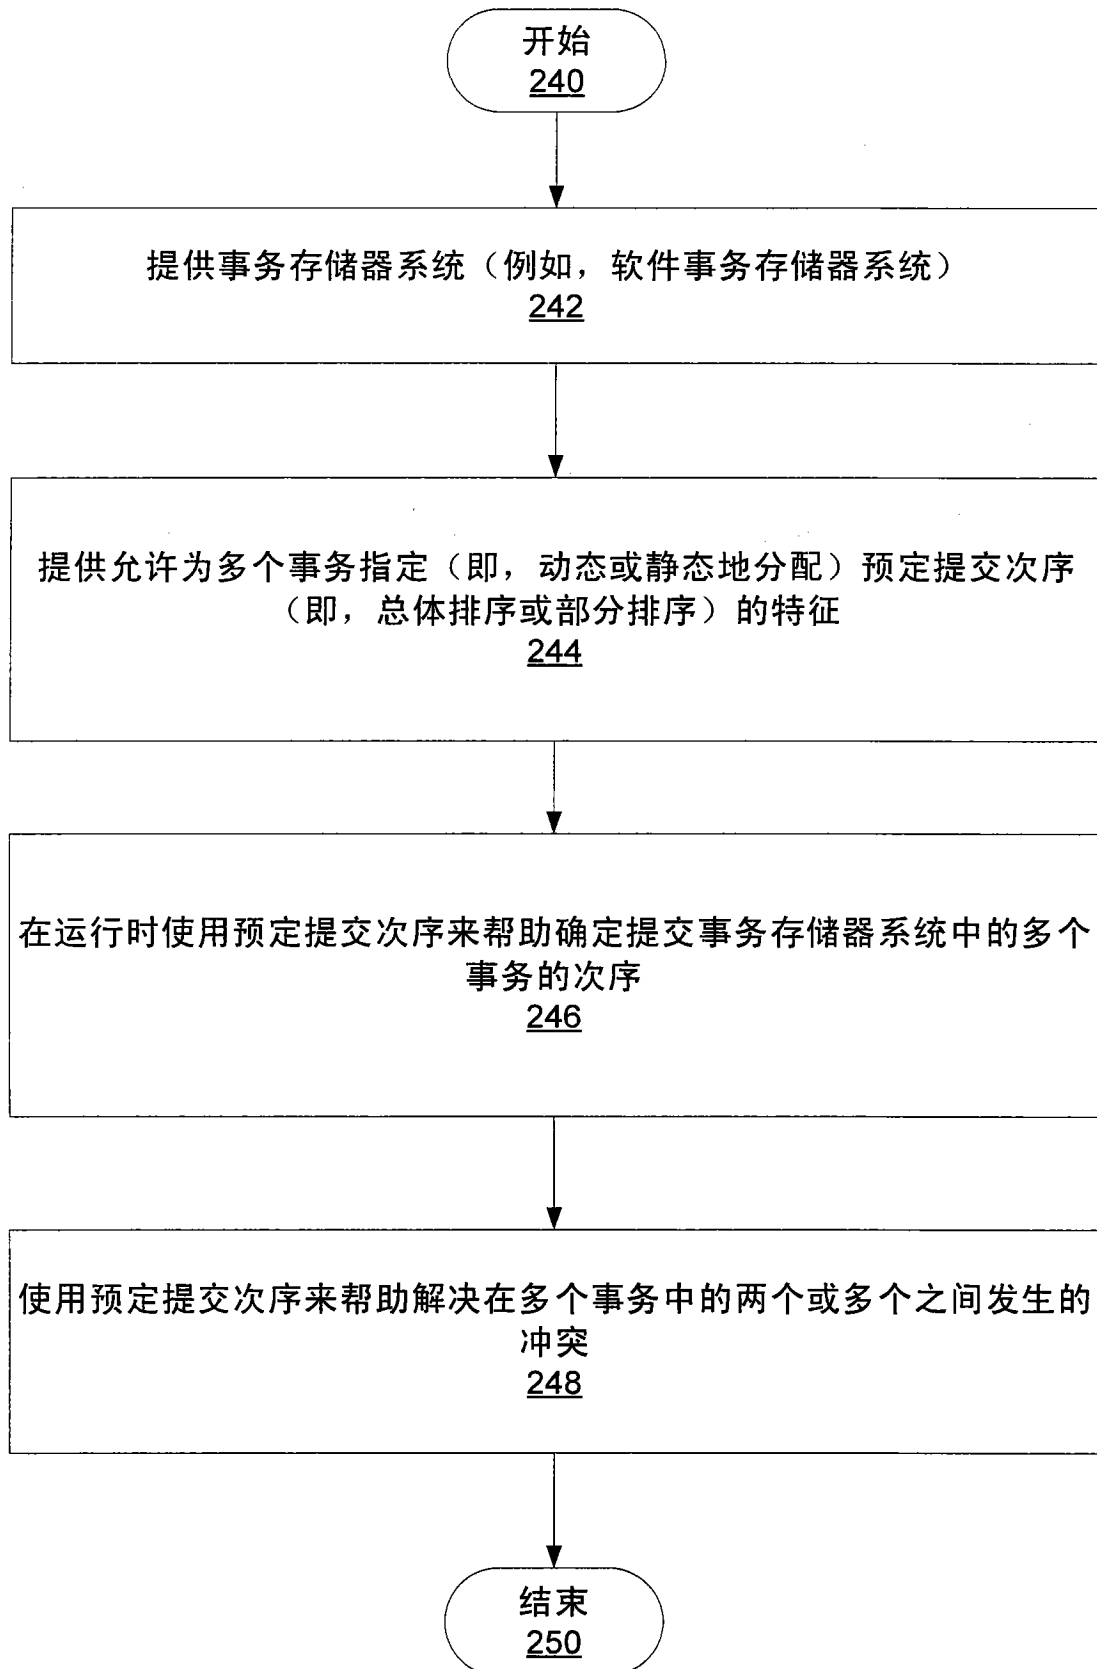 开始
240
提供事务存储器系统（例如，软件事务存储器系统）
242
提供允许为多个事务指定（即，动态或静态地分配）预定提交次序
（即，总体排序或部分排序）的特征
244
在运行时使用预定提交次序来帮助确定提交事务存储器系统中的多个
事务的次序
246
使用预定提交次序来帮助解决在多个事务中的两个或多个之间发生的
冲突
248
结束
250